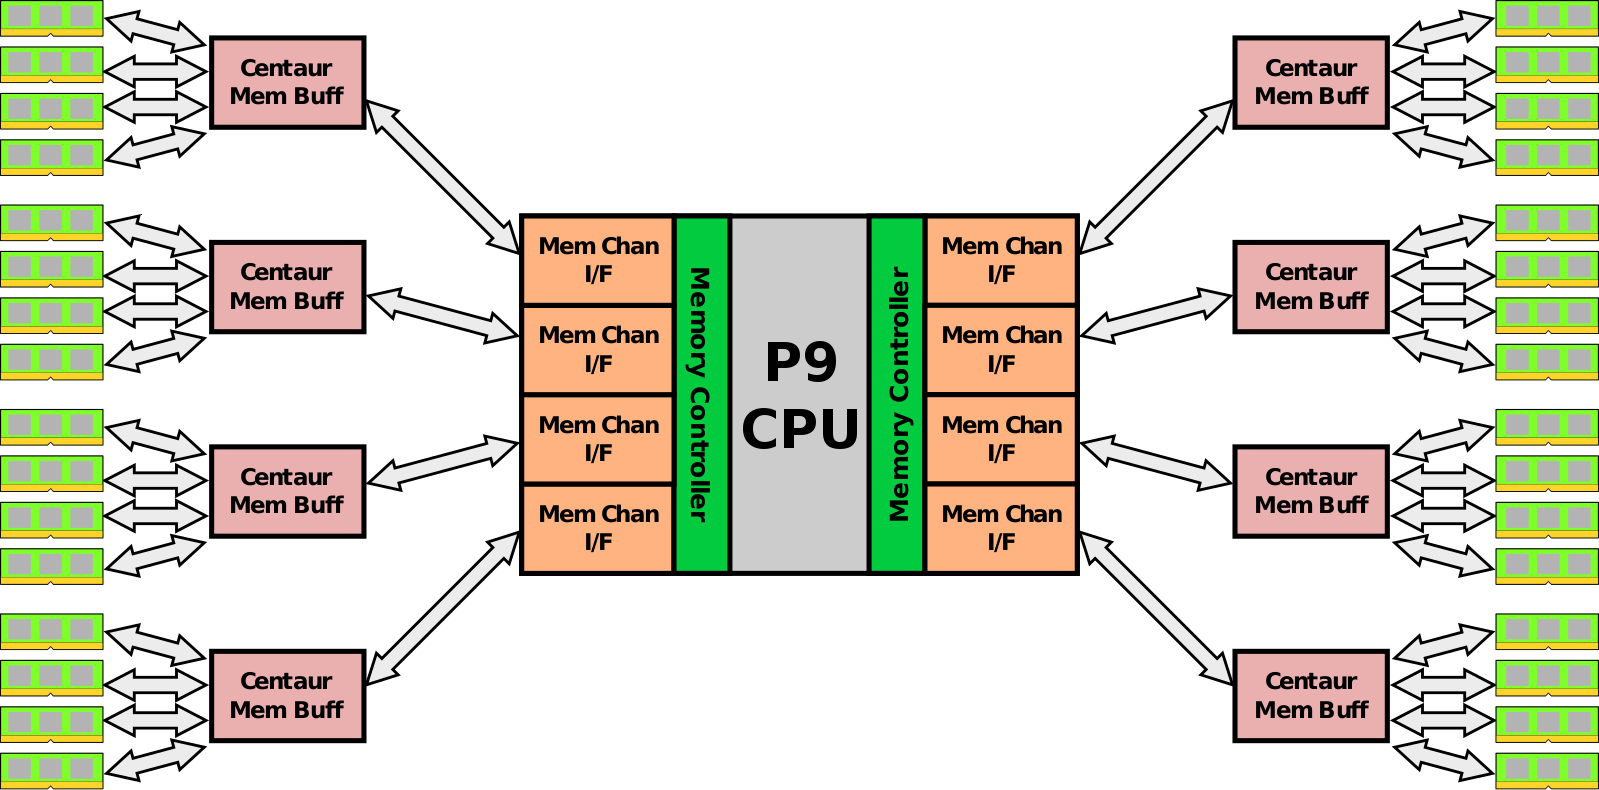 Centaur
Mem Buff
Centaur
Mem Buff
Centaur
Mem Buff
Centaur
Mem Buff
Mem Chan
I/F
Mem Chan
I/F
Mem Chan
I/F
Mem Chan
I/F
Memory Controller
P9
CPU
Memory Controller
Mem Chan
I/F
Mem Chan
I/F
Mem Chan
I/F
Mem Chan
I/F
Centaur
Mem Buff
Centaur
Mem Buff
Centaur
Mem Buff
Centaur
Mem Buff